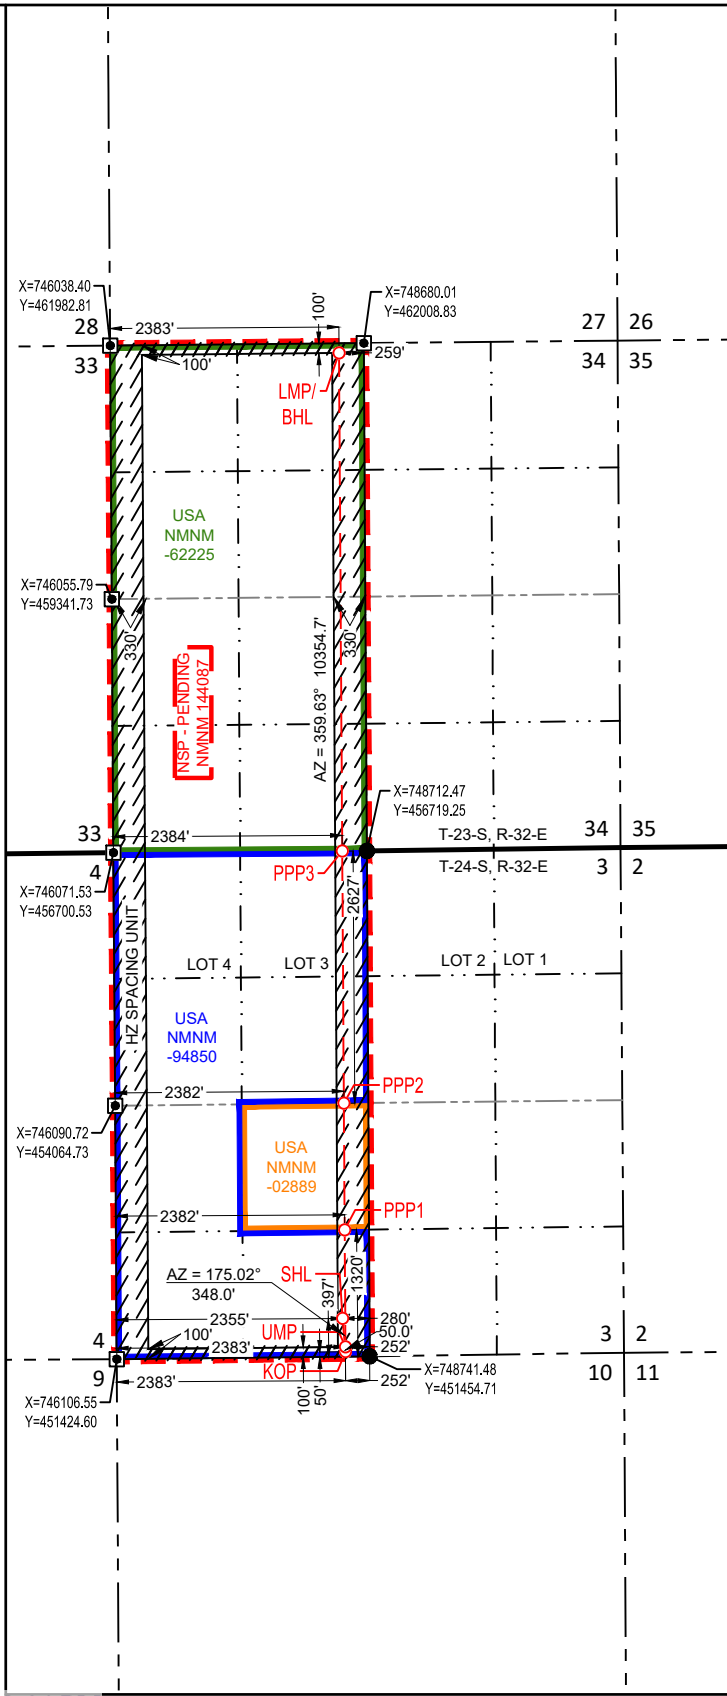 X=746038.40
Y=461982.81
X=748680.01
Y=462008.83
28
2383'
100'
27
26
33
100'
259'
34
35
LMP/
BHL
USA
NMNM
-62225
X=746055.79
Y=459341.73
330'
330'
AZ = 359.63° 10354.7'
NSP - PENDING
NMNM 144087
X=748712.47
Y=456719.25
33
2384'
T-23-S, R-32-E
34
35
4
PPP3
T-24-S, R-32-E
3
2
X=746071.53
Y=456700.53
2627'
HZ SPACING UNIT
LOT 4
LOT 3
LOT 2
LOT 1
USA
NMNM
-94850
2382'
PPP2
X=746090.72
Y=454064.73
USA
NMNM
-02889
2382'
PPP1
1320'
AZ = 175.02°
348.0'
SHL
397'
2355'
280'
UMP
50.0'
4
100'
2383'
252'
3
2
9
KOP
10
11
2383'
100'
50'
252'
X=748741.48
Y=451454.71
X=746106.55
Y=451424.60